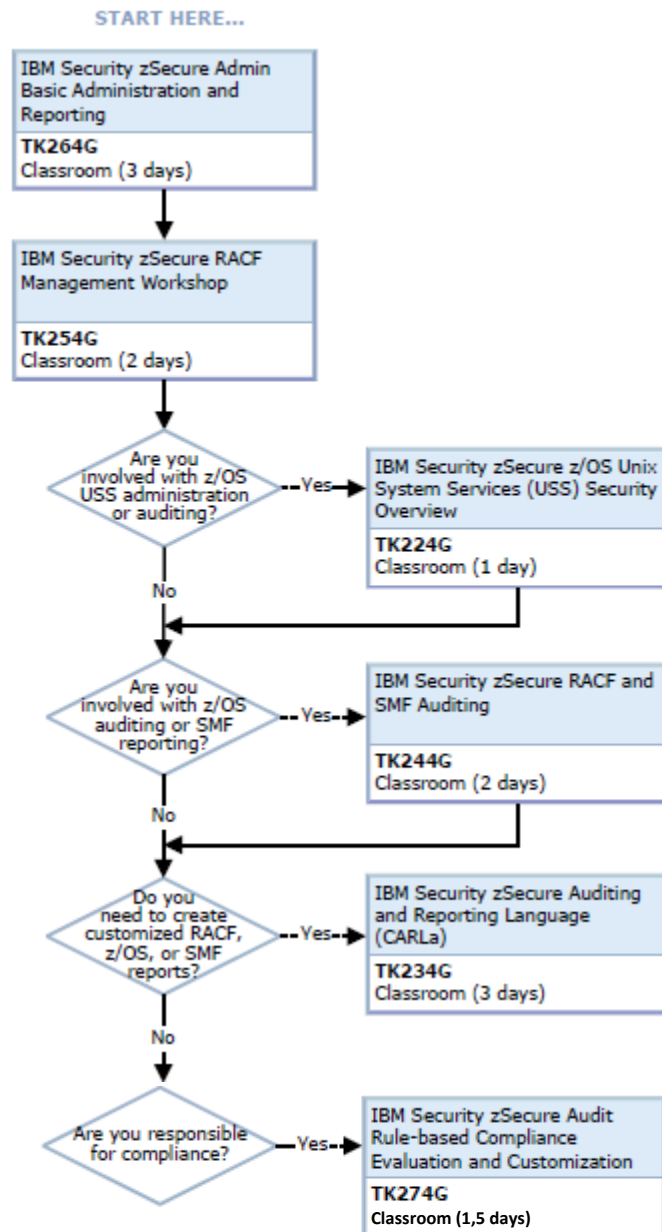 START HERE...
IBM Security zSecure Admin
Basic Administration and
Reporting
TK264G
Classroom (3 days)
IBM Security zSecure RACF
Management Workshop
TK254G
Classroom (2 days)
Are you
involved with z/OS
USS administration
or auditing?
Yes
IBM Security zSecure z/OS Unix
System Services (USS) Security
Overview
TK224G
Classroom (1 day)
No
Are you
involved with z/OS
auditing or SMF
reporting?
Yes
IBM Security zSecure RACF and
SMF Auditing
TK244G
Classroom (2 days)
No
Do you
need to create
customized RACF,
z/OS, or SMF
reports?
Yes
IBM Security zSecure Auditing
and Reporting Language
(CARLa)
TK234G
Classroom (3 days)
No
Are you responsible
for compliance?
Yes
IBM Security zSecure Audit
Rule-based Compliance
Evaluation and Customization
TK274G
Classroom (1,5 days)